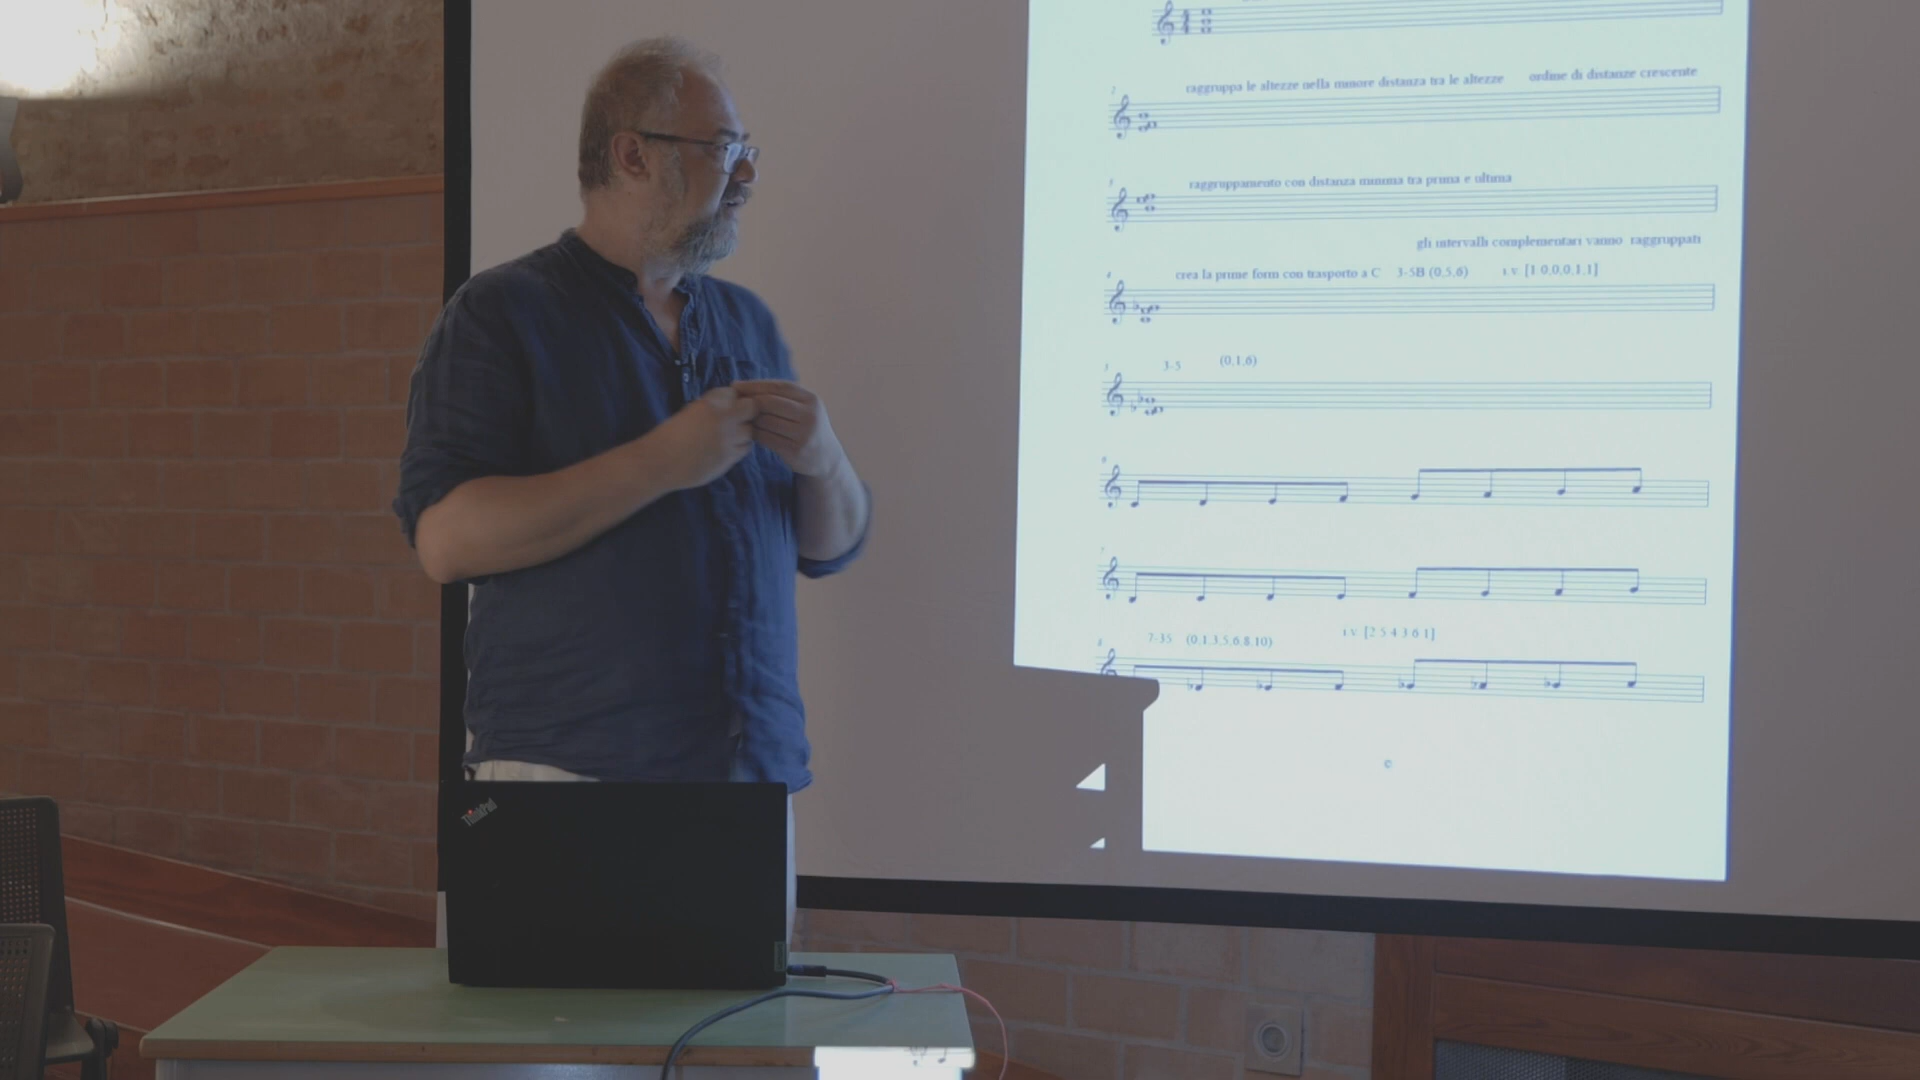 2
raggruppa le altezze nella minore distanza tra le altezze ordine di distanze crescente
raggruppamento con distanza minima tra prima e ultima
gli intervalli complementari vanno raggruppati
4
crea la prime form con trasporto a C 3-5B (0,5,6) i.v. [1 0,0,0,1,1]
3-5 (0,1,6)
7-35 (0,1,3,5,6,8,10) i.v. [2 5 4 3 6 1]
©
ThinkPad